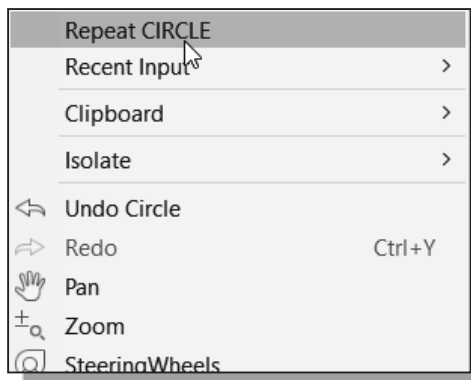 Repeat CIRCLE
Recent Input
Clipboard
Isolate
Undo Circle
Redo Ctrl+Y
Pan
Zoom
SteeringWheels